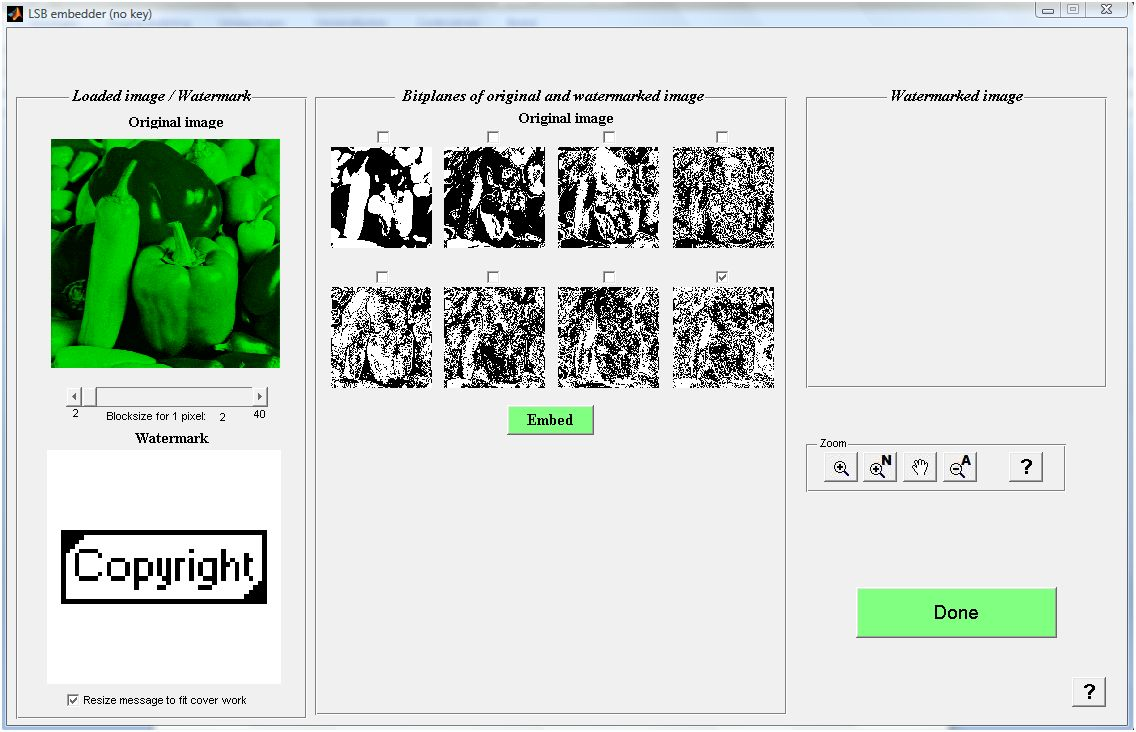 LSB embedder (no key)
Loaded image / Watermark
Original image
2
Blocksize for 1 pixel:
2
40
Watermark
Copyright
Resize message to fit cover work
Bitplanes of original and watermarked image
Original image
Embed
Watermarked image
Zoom
N
A
?
Done
?